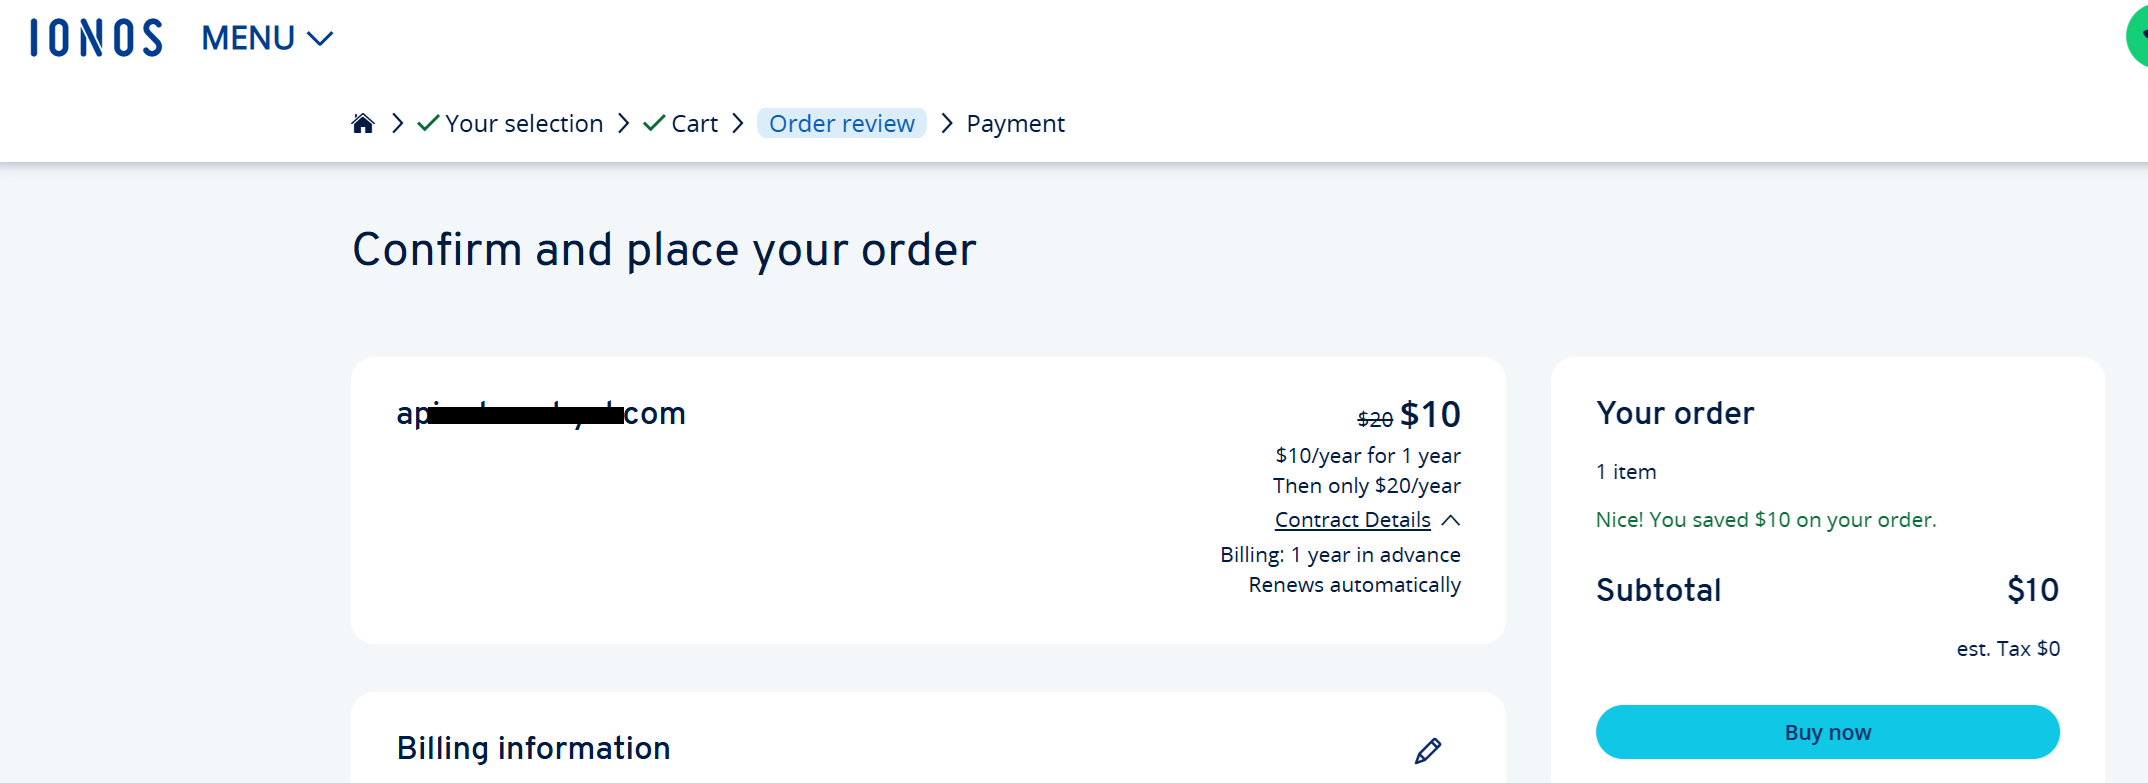 IONOS MENU
Your selection Cart Order review Payment
Confirm and place your order
com
$20 $10
$10/year for 1 year
Then only $20/year
Contract Details
Billing: 1 year in advance
Renews automatically
Billing information
Your order
1 item
Nice! You saved $10 on your order.
Subtotal $10
est. Tax $0
Buy now